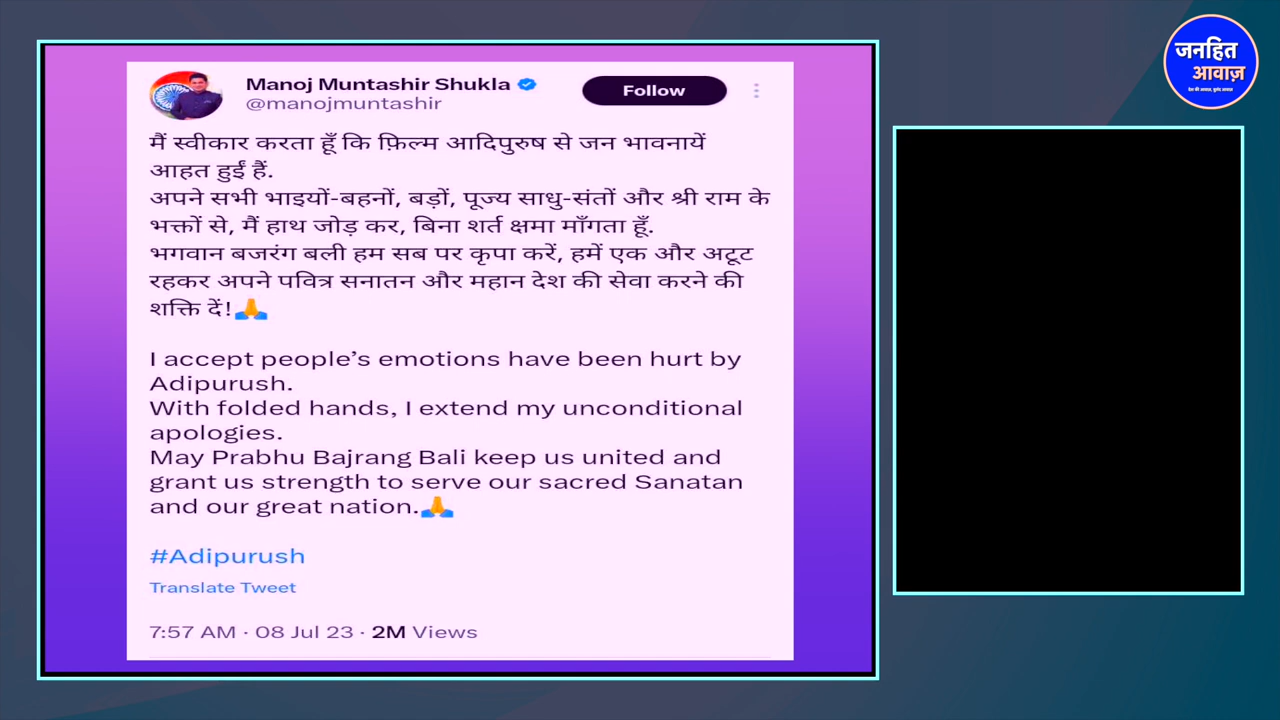 Manoj Muntashir Shukla
@manojmuntashir
Follow
मैं स्वीकार करता हूँ कि फ़िल्म आदिपुरुष से जन भावनायें
आहत हुईं हैं.
अपने सभी भाइयों-बहनों, बड़ों, पूज्य साधु-संतों और श्री राम के
भक्तों से, मैं हाथ जोड़ कर, बिना शर्त क्षमा माँगता हूँ.
भगवान बजरंग बली हम सब पर कृपा करें, हमें एक और अटूट
रहकर अपने पवित्र सनातन और महान देश की सेवा करने की
शक्ति दें!🙏
I accept people’s emotions have been hurt by
Adipurush.
With folded hands, I extend my unconditional
apologies.
May Prabhu Bajrang Bali keep us united and
grant us strength to serve our sacred Sanatan
and our great nation.🙏
#Adipurush
Translate Tweet
7:57 AM · 08 Jul 23 · 2M Views
जनहित
आवाज़